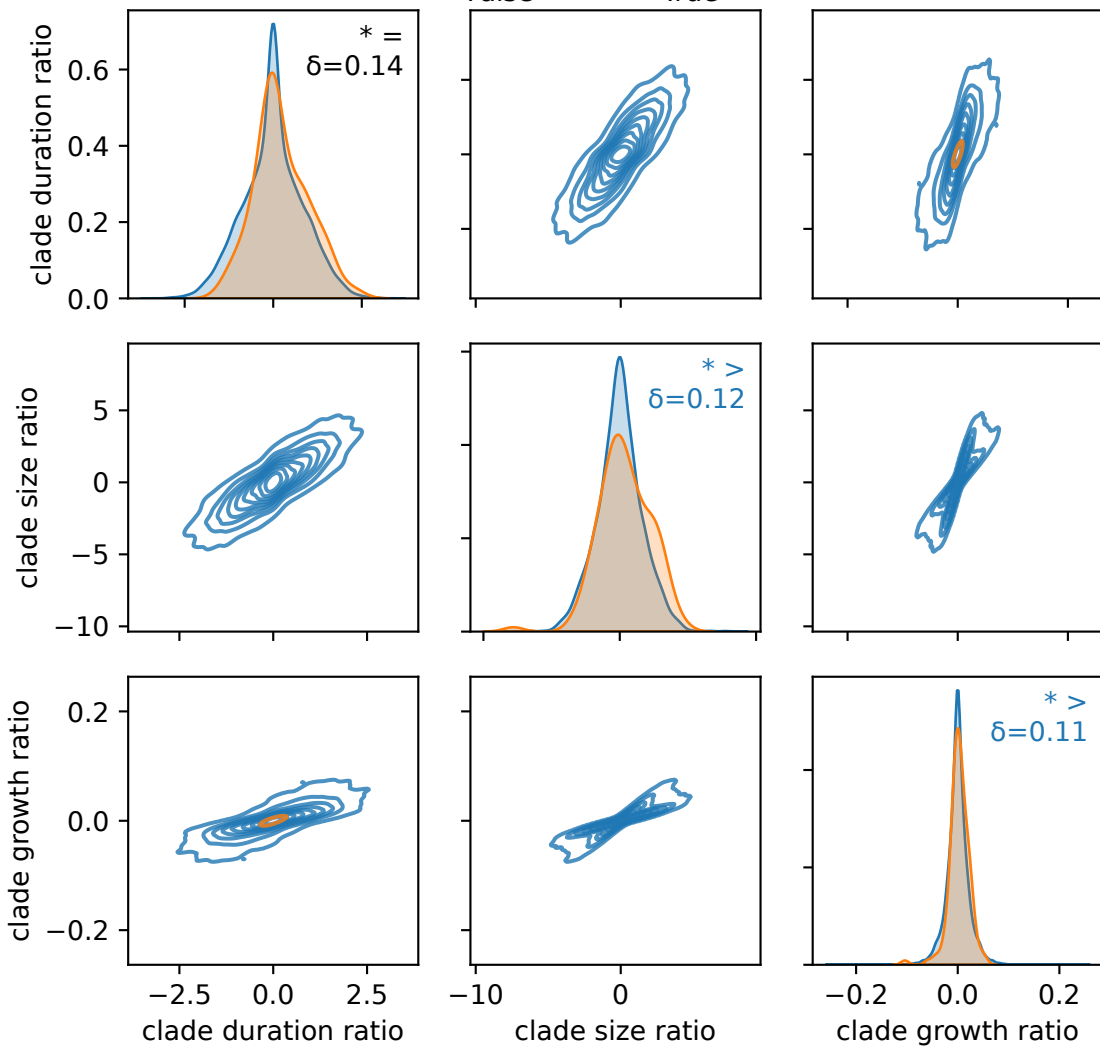 clade duration ratio
0.6
0.4
0.2
0.0
* =
δ=0.14
clade size ratio
5
0
−5
−10
* >
δ=0.12
clade growth ratio
0.2
0.0
−0.2
* >
δ=0.11
−2.5 0.0 2.5 −10 0 −0.2 0.0 0.2
clade duration ratio clade size ratio clade growth ratio